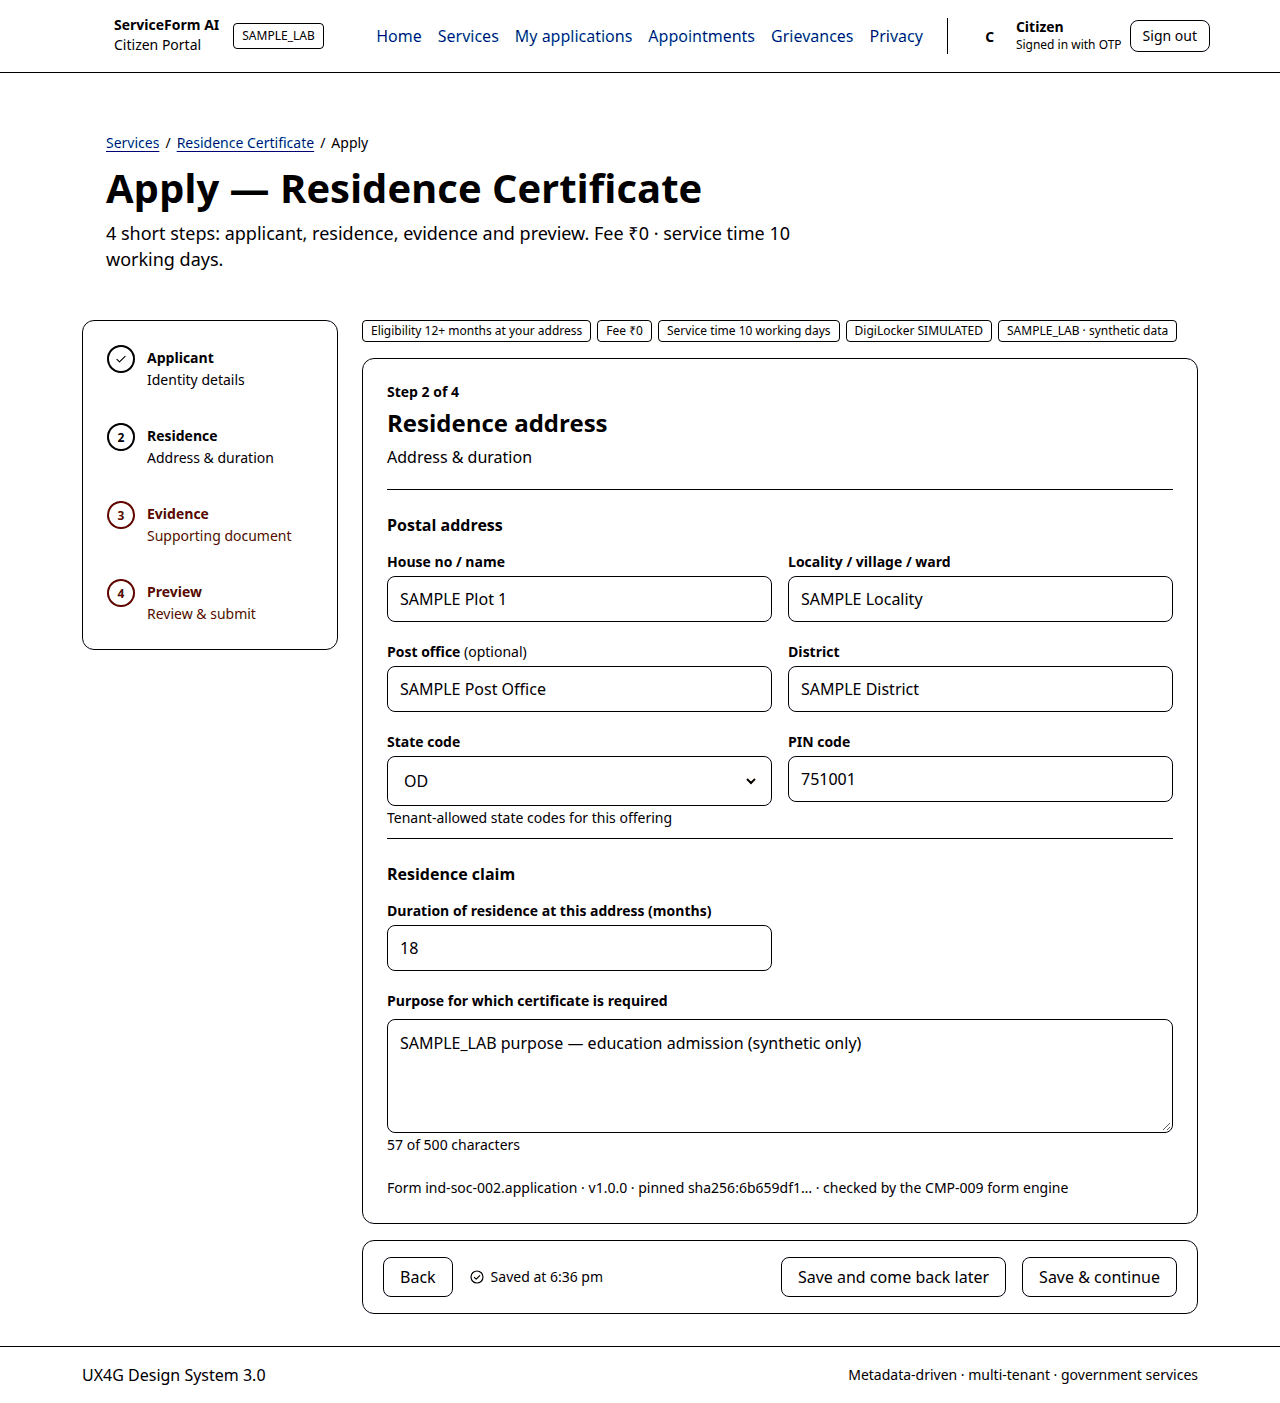 ServiceForm AI
Citizen Portal
SAMPLE_LAB
Home
Services
My applications
Appointments
Grievances
Privacy
C
Citizen
Signed in with OTP
Sign out
Services / Residence Certificate / Apply
Apply — Residence Certificate
4 short steps: applicant, residence, evidence and preview. Fee ₹0 · service time 10
working days.
Applicant
Identity details
2
Residence
Address & duration
3
Evidence
Supporting document
4
Preview
Review & submit
Eligibility 12+ months at your address
Fee ₹0
Service time 10 working days
DigiLocker SIMULATED
SAMPLE_LAB · synthetic data
Step 2 of 4
Residence address
Address & duration
Postal address
House no / name
SAMPLE Plot 1
Locality / village / ward
SAMPLE Locality
Post office (optional)
SAMPLE Post Office
District
SAMPLE District
State code
OD
Tenant-allowed state codes for this offering
PIN code
751001
Residence claim
Duration of residence at this address (months)
18
Purpose for which certificate is required
SAMPLE_LAB purpose — education admission (synthetic only)
57 of 500 characters
Form ind-soc-002.application · v1.0.0 · pinned sha256:6b659df1… · checked by the CMP-009 form engine
Back
Saved at 6:36 pm
Save and come back later
Save & continue
UX4G Design System 3.0
Metadata-driven · multi-tenant · government services